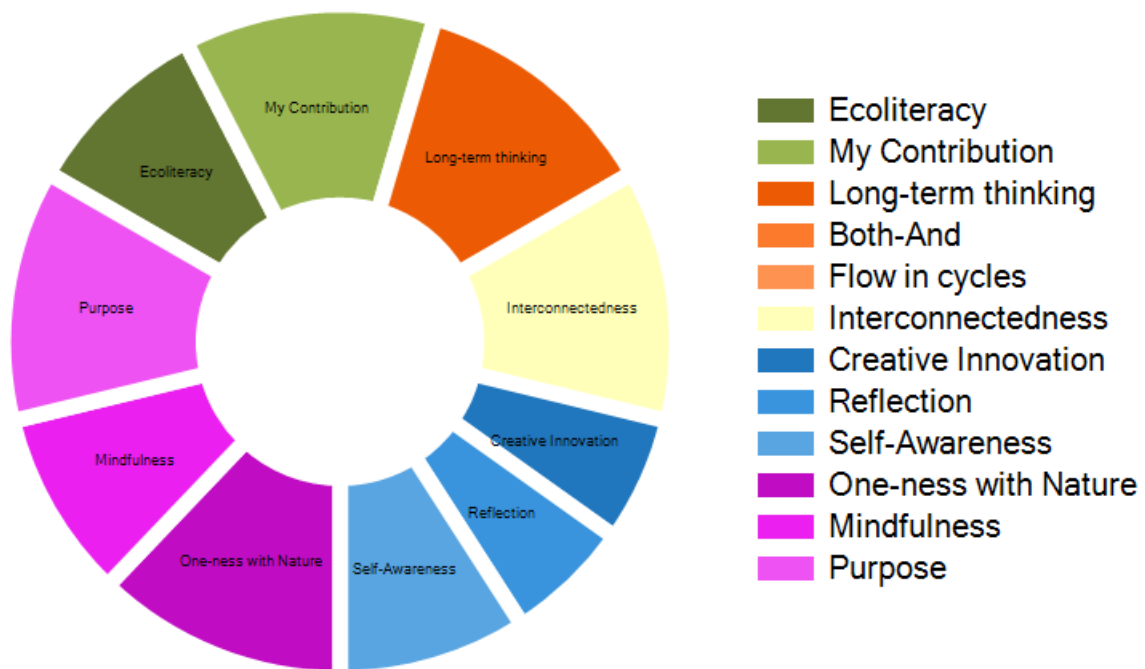 My Contribution
Long-term thinking
Ecoliteracy
Purpose
Interconnectedness
Mindfulness
Creative Innovation
Reflection
One-ness with Nature
Self-Awareness
Ecoliteracy
My Contribution
Long-term thinking
Both-And
Flow in cycles
Interconnectedness
Creative Innovation
Reflection
Self-Awareness
One-ness with Nature
Mindfulness
Purpose